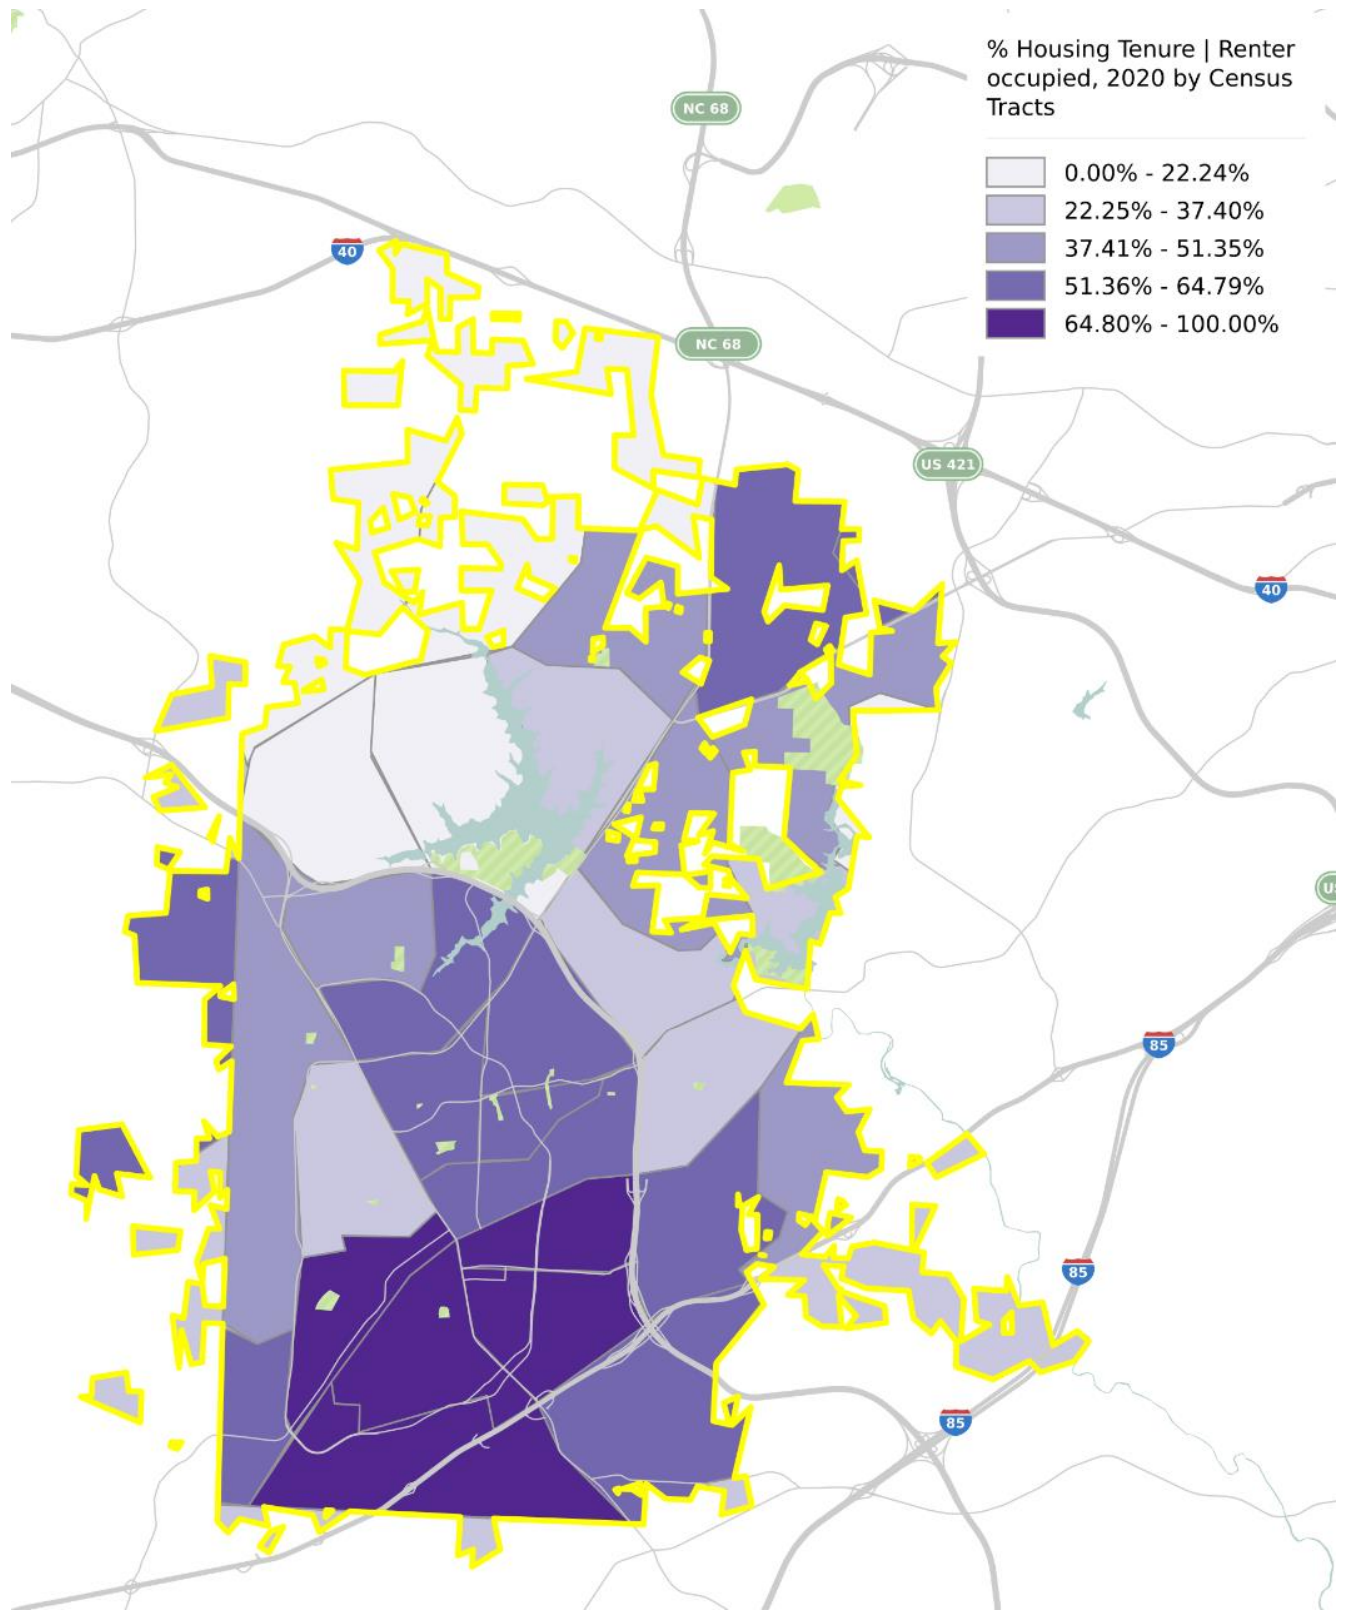 % Housing Tenure | Renter
occupied, 2020 by Census
Tracts
0.00% - 22.24%
22.25% - 37.40%
37.41% - 51.35%
51.36% - 64.79%
64.80% - 100.00%
NC 68
40
NC 68
US 421
40
U
85
85
85